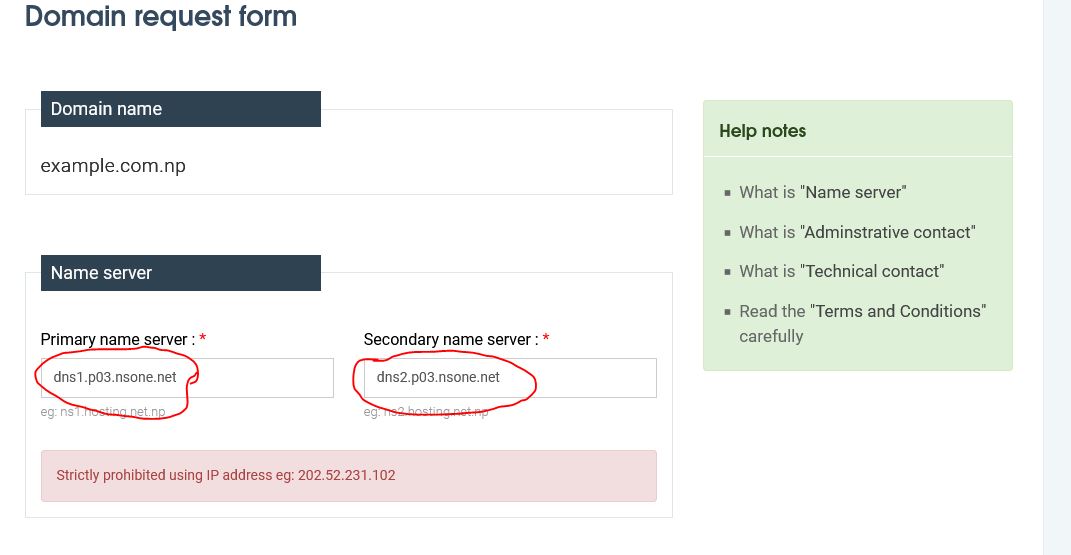 Domain request form
Domain name
example.com.np
Name server
Primary name server : *
dns1.p03.nsone.net
eg: ns1.hosting.net.np
Secondary name server : *
dns2.p03.nsone.net
eg: ns2.hosting.net.np
Strictly prohibited using IP address eg: 202.52.231.102
Help notes
What is "Name server"
What is "Adminstrative contact"
What is "Technical contact"
Read the "Terms and Conditions"
carefully